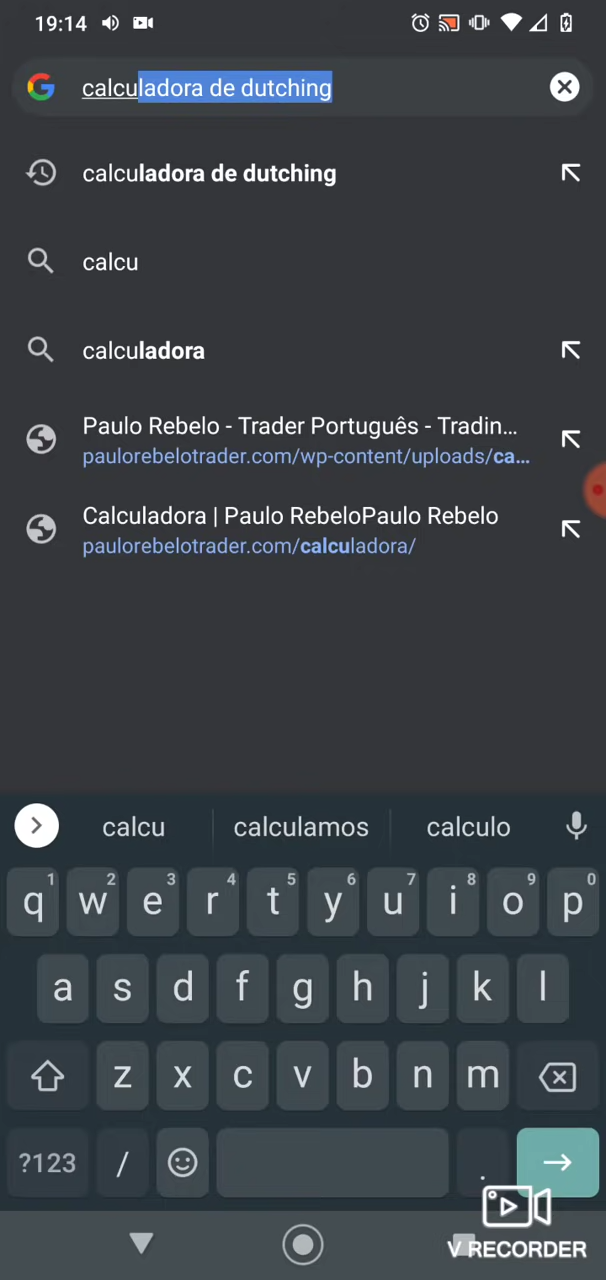 19:14
calculadora de dutching
calculadora de dutching
calcu
calculadora
Paulo Rebelo - Trader Português - Tradin...
paulorebelotrader.com/wp-content/uploads/ca...
Calculadora | Paulo RebeloPaulo Rebelo
paulorebelotrader.com/calculadora/
calcu calculamos calculo
1 2 3 4 5 6 7 8 9 0
q w e r t y u i o p
a s d f g h j k l
z x c v b n m
?123 / .
V RECORDER